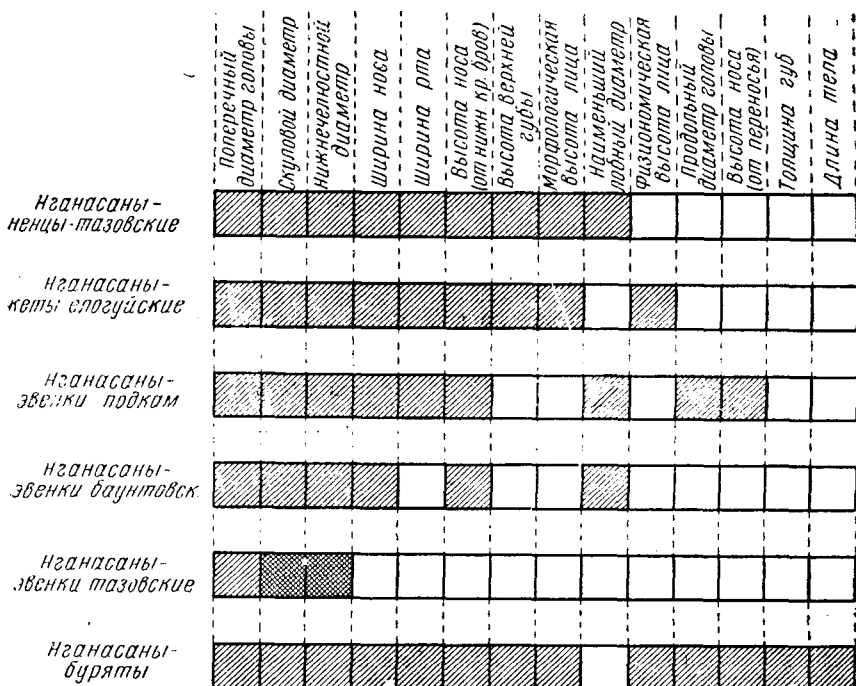 Поперечный
диаметр головы
Скуловой диаметр
Нижнечелюстной
диаметр
Ширина носа
Ширина рта
Высота носа
(от нижн кр. бров)
Высота верхней
губы
Морфологическая
высота лица
Наименьший
лобный диаметр
Физиономическая
высота лица
Продольный
диаметр головы
Высота носа
(от переносья)
Толщина губ
Длина тела
Нганасаны-
ненцы-тазовские
Нганасаны-
кеты елогуйские
Нганасаны-
эвенки подкам
Нганасаны-
эвенки баунтовск.
Нганасаны-
эвенки тазовские
Нганасаны-
буряты